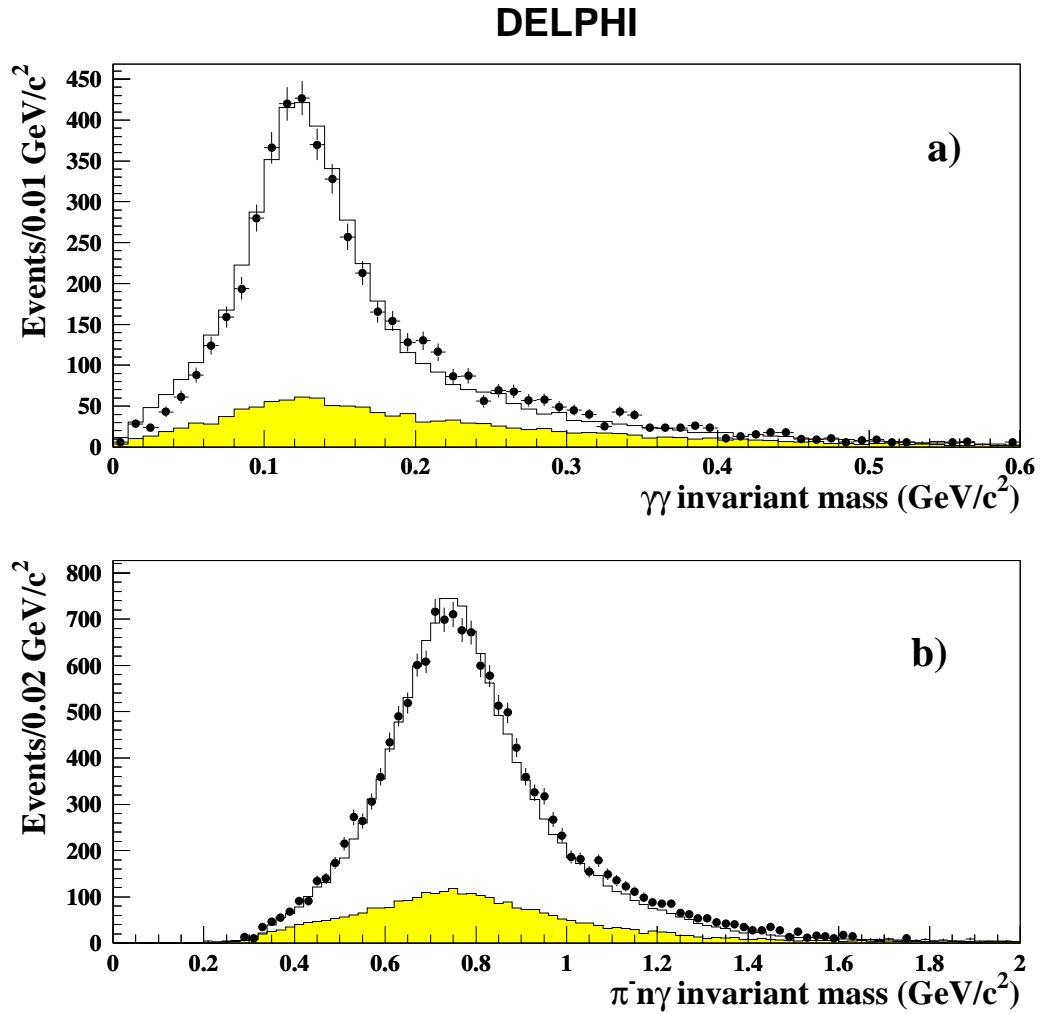 DELPHI
Events/0.01 GeV/c²
450
400
350
300
250
200
150
100
50
0
a)
0 0.1 0.2 0.3 0.4 0.5 0.6
γγ invariant mass (GeV/c²)
Events/0.02 GeV/c²
800
700
600
500
400
300
200
100
0
b)
0 0.2 0.4 0.6 0.8 1 1.2 1.4 1.6 1.8 2
π⁻nγ invariant mass (GeV/c²)